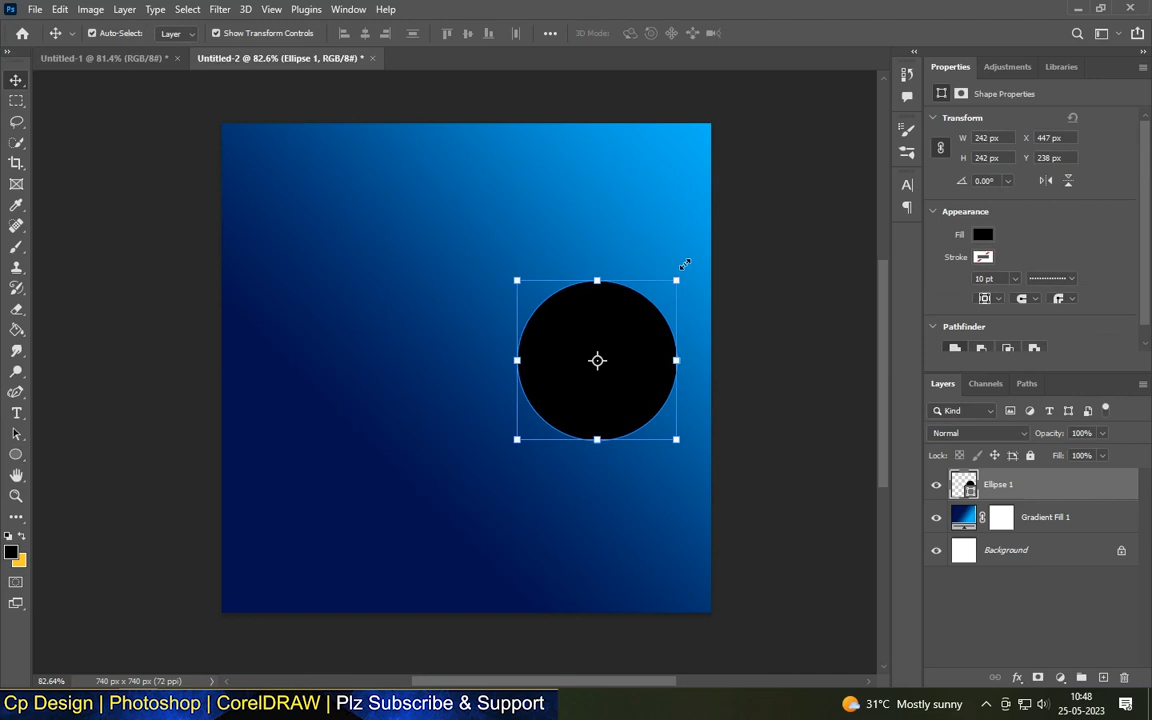 Ps File Edit Image Layer Type Select Filter 3D View Plugins Window Help
Auto-Select: Layer Show Transform Controls 3D Mode:
Untitled-1 @ 81.4% (RGB/8#) * × Untitled-2 @ 82.6% (Ellipse 1, RGB/8#) * ×
Properties Adjustments Libraries
Shape Properties
Transform
W 242 px X 447 px
H 242 px Y 238 px
0.00°
Appearance
Fill
Stroke
10 pt
Pathfinder
Layers Channels Paths
Kind
Normal Opacity: 100%
Lock: Fill: 100%
Ellipse 1
Gradient Fill 1
Background
82.64% 740 px x 740 px (72 ppi)
Cp Design | Photoshop | CorelDRAW | Plz Subscribe & Support
31°C Mostly sunny
10:48
25-05-2023